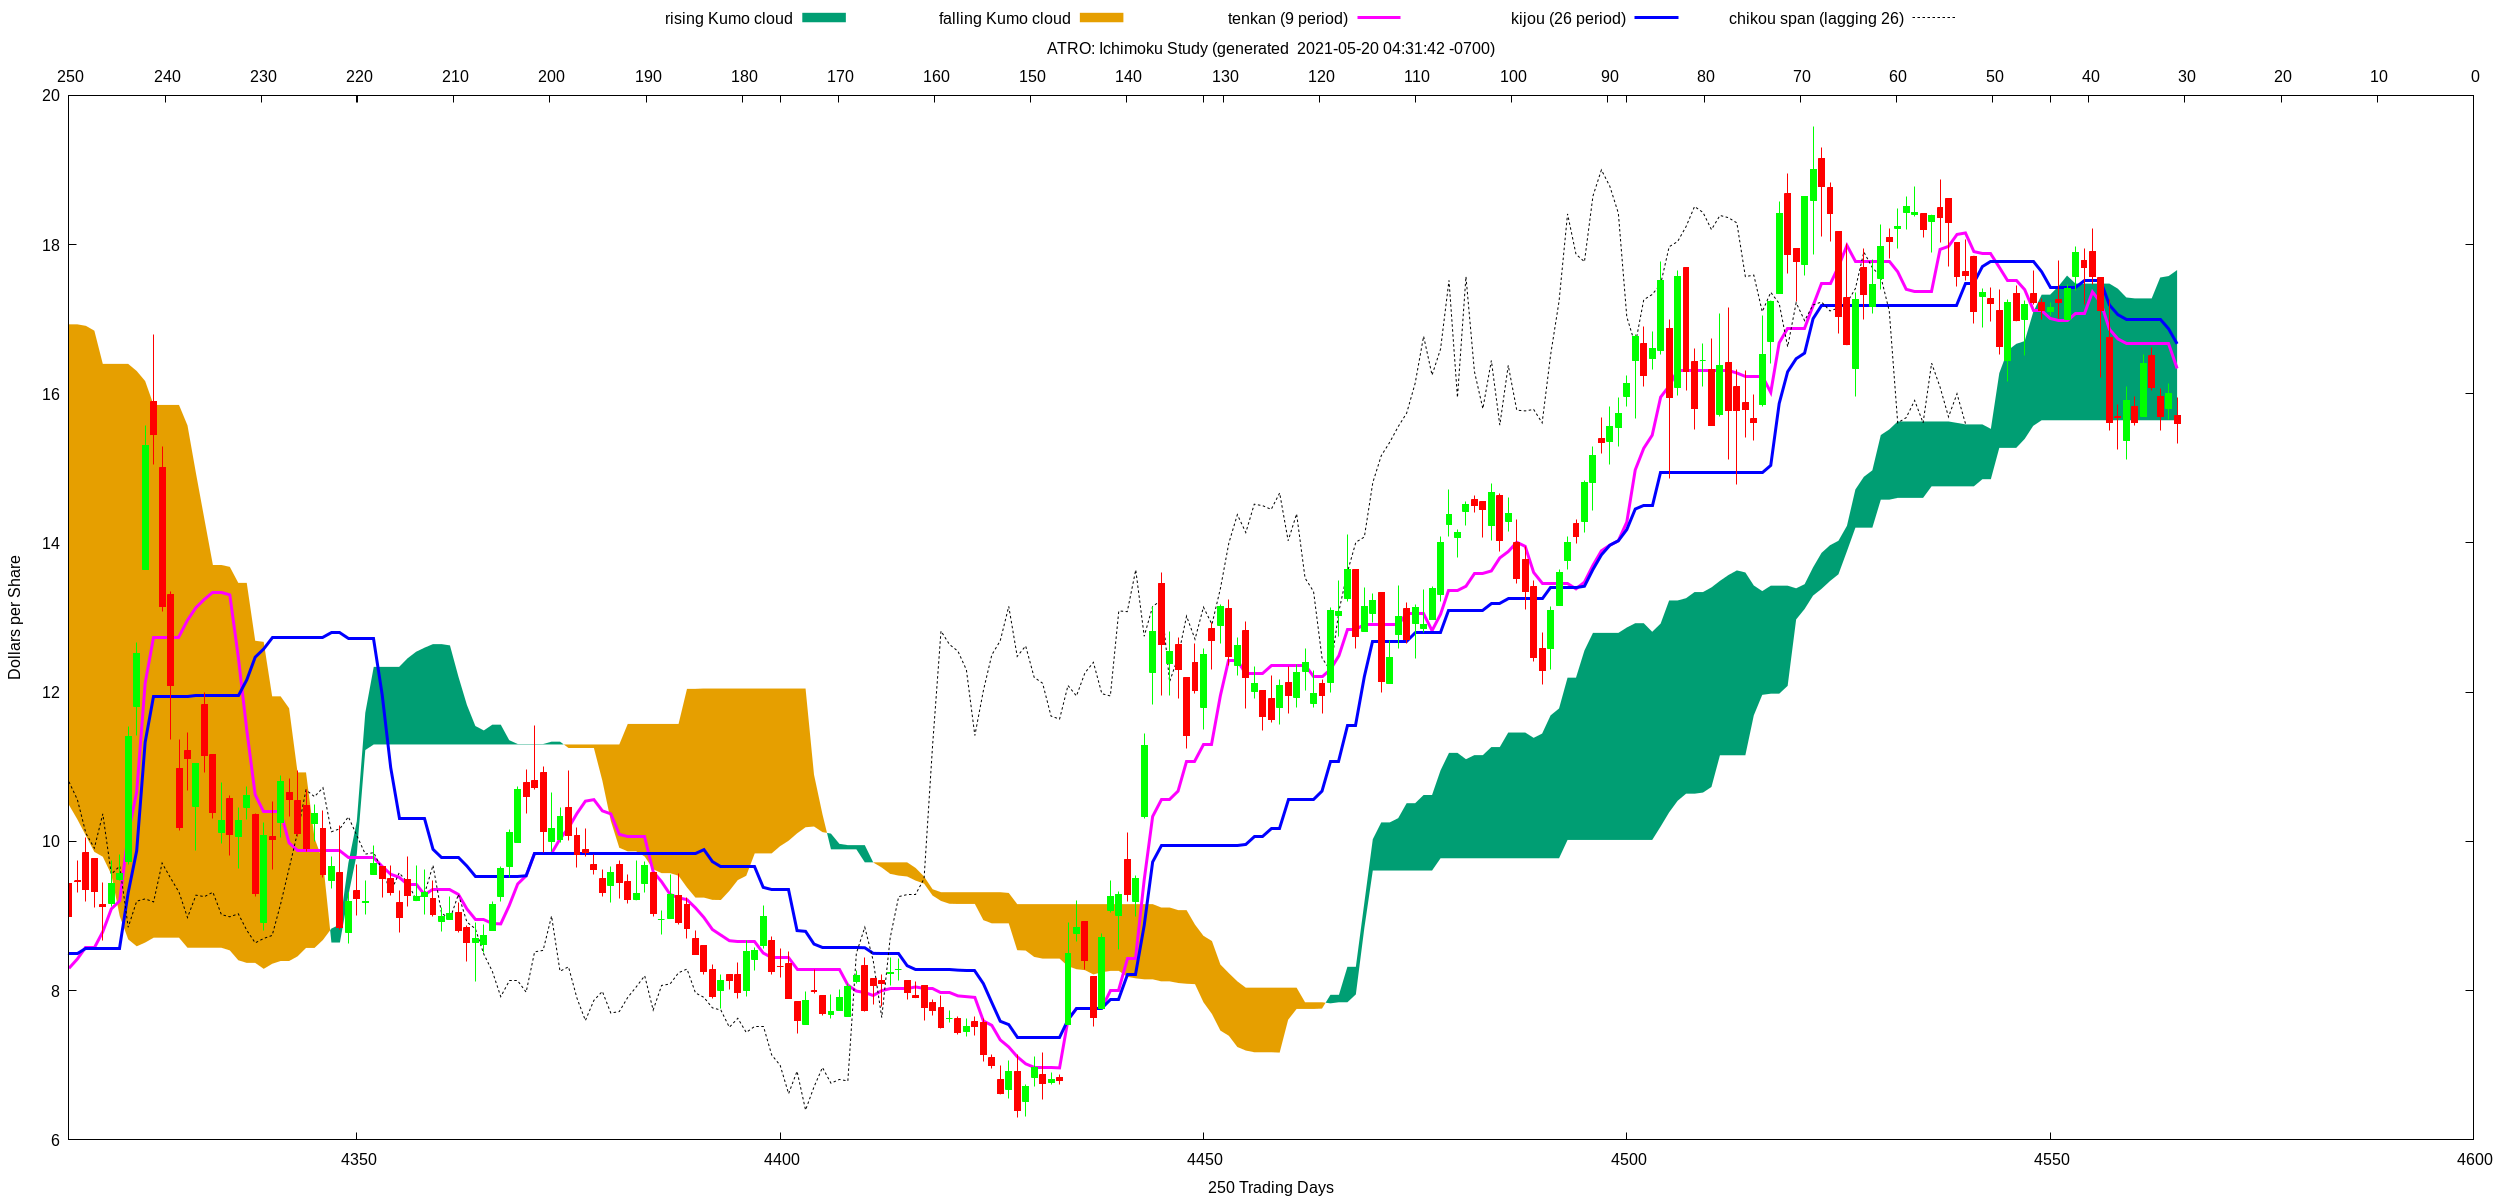 rising Kumo cloud falling Kumo cloud tenkan (9 period) kijou (26 period) chikou span (lagging 26)
ATRO: Ichimoku Study (generated  2021-05-20 04:31:42 -0700)
250 240 230 220 210 200 190 180 170 160 150 140 130 120 110 100 90 80 70 60 50 40 30 20 10 0
20
18
16
14
12
10
8
6
Dollars per Share
4350 4400 4450 4500 4550 4600
250 Trading Days